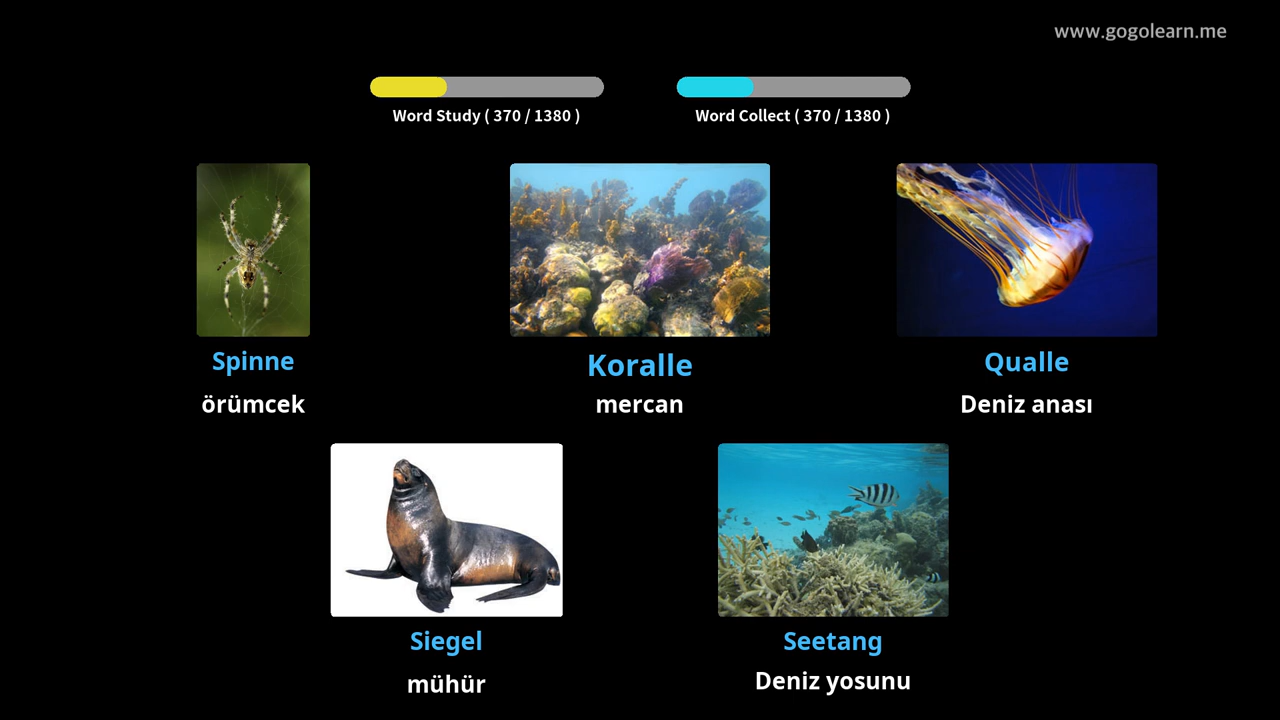 www.gogolearn.me
Word Study ( 370 / 1380 )
Word Collect ( 370 / 1380 )
Spinne
örümcek
Koralle
mercan
Qualle
Deniz anası
Siegel
mühür
Seetang
Deniz yosunu